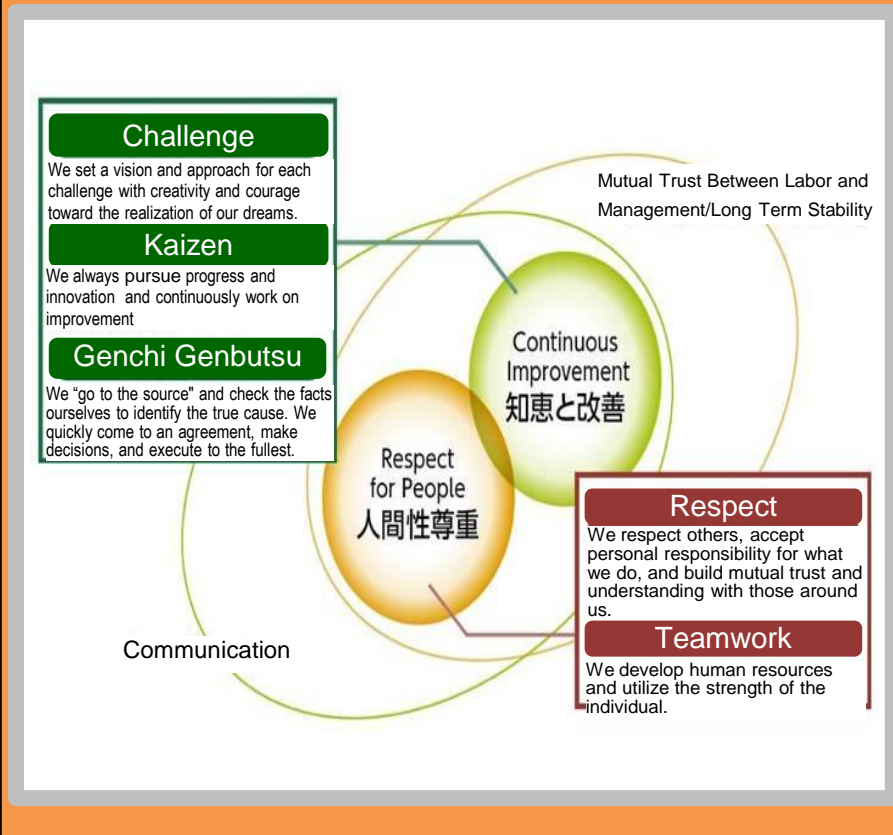 Challenge
We set a vision and approach for each
challenge with creativity and courage
toward the realization of our dreams.
Kaizen
We always pursue progress and
innovation and continuously work on
improvement
Genchi Genbutsu
We “go to the source" and check the facts
ourselves to identify the true cause. We
quickly come to an agreement, make
decisions, and execute to the fullest.
Mutual Trust Between Labor and
Management/Long Term Stability
Continuous
Improvement
知恵と改善
Respect
for People
人間性尊重
Respect
We respect others, accept
personal responsibility for what
we do, and build mutual trust and
understanding with those around
us.
Teamwork
We develop human resources
and utilize the strength of the
individual.
Communication